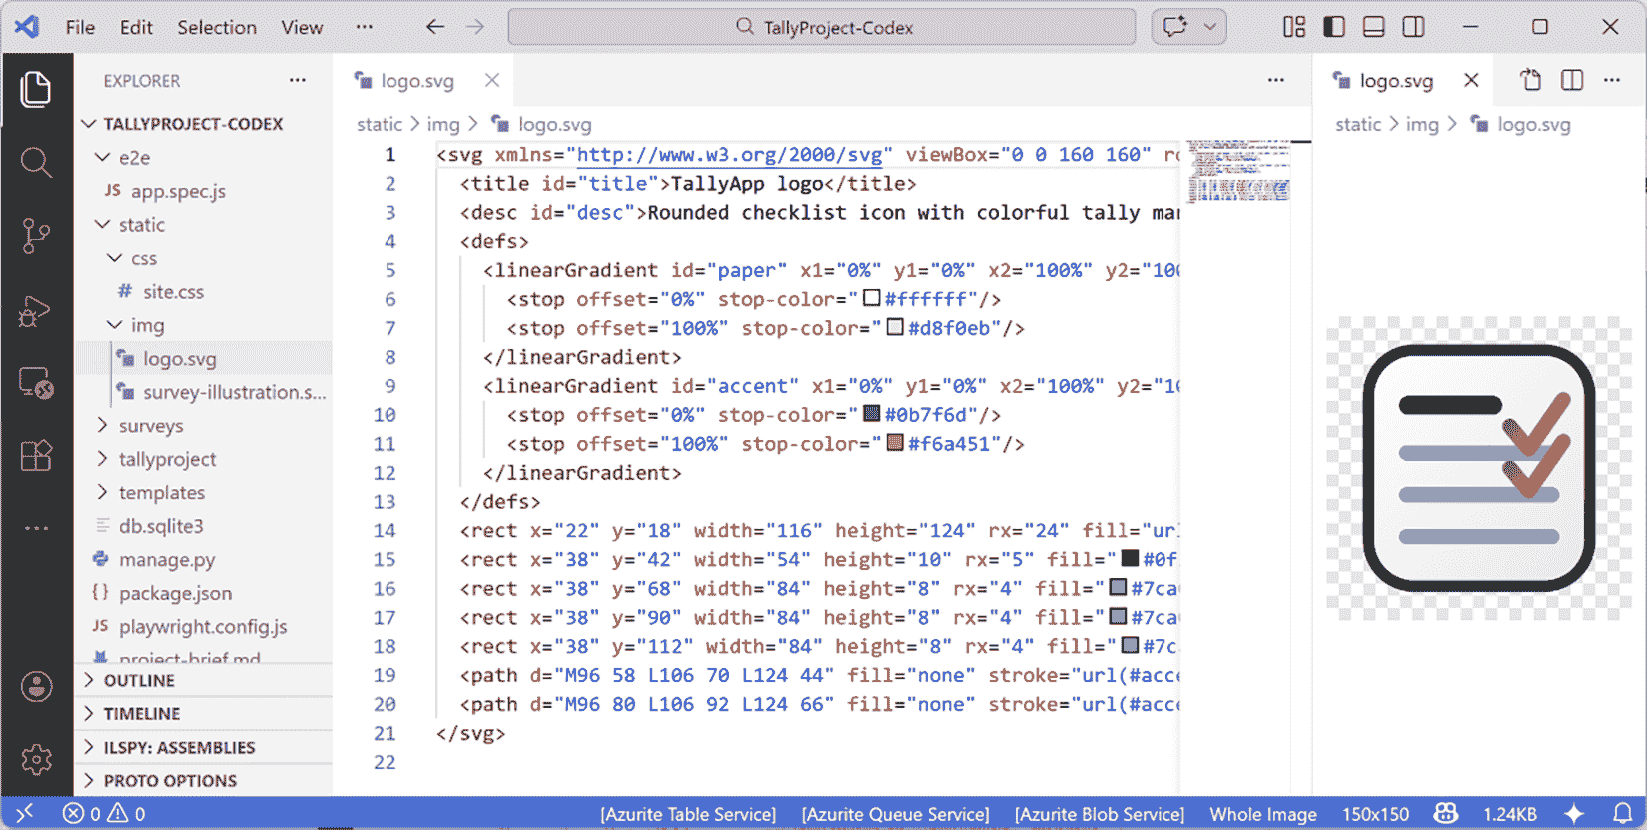 File Edit Selection View ··· TallyProject-Codex
EXPLORER ···
TALLYPROJECT-CODEX
e2e
JS app.spec.js
static
css
# site.css
img
logo.svg
survey-illustration.s...
surveys
tallyproject
templates
db.sqlite3
manage.py
{} package.json
JS playwright.config.js
project-brief.md
OUTLINE
TIMELINE
ILSPY: ASSEMBLIES
PROTO OPTIONS
logo.svg
static > img > logo.svg
1 <svg xmlns="http://www.w3.org/2000/svg" viewBox="0 0 160 160"
2 <title id="title">TallyApp logo</title>
3 <desc id="desc">Rounded checklist icon with colorful tally
4 <defs>
5 <linearGradient id="paper" x1="0%" y1="0%" x2="100%" y2="100
6 <stop offset="0%" stop-color="#ffffff"/>
7 <stop offset="100%" stop-color="#d8f0eb"/>
8 </linearGradient>
9 <linearGradient id="accent" x1="0%" y1="0%" x2="100%" y2="10
10 <stop offset="0%" stop-color="#0b7f6d"/>
11 <stop offset="100%" stop-color="#f6a451"/>
12 </linearGradient>
13 </defs>
14 <rect x="22" y="18" width="116" height="124" rx="24" fill="url
15 <rect x="38" y="42" width="54" height="10" rx="5" fill="#0f
16 <rect x="38" y="68" width="84" height="8" rx="4" fill="#7ca
17 <rect x="38" y="90" width="84" height="8" rx="4" fill="#7ca
18 <rect x="38" y="112" width="84" height="8" rx="4" fill="#7c
19 <path d="M96 58 L106 70 L124 44" fill="none" stroke="url(#acce
20 <path d="M96 80 L106 92 L124 66" fill="none" stroke="url(#acce
21 </svg>
22
logo.svg
static > img > logo.svg
0 0 [Azurite Table Service] [Azurite Queue Service] [Azurite Blob Service] Whole Image 150x150 1.24KB